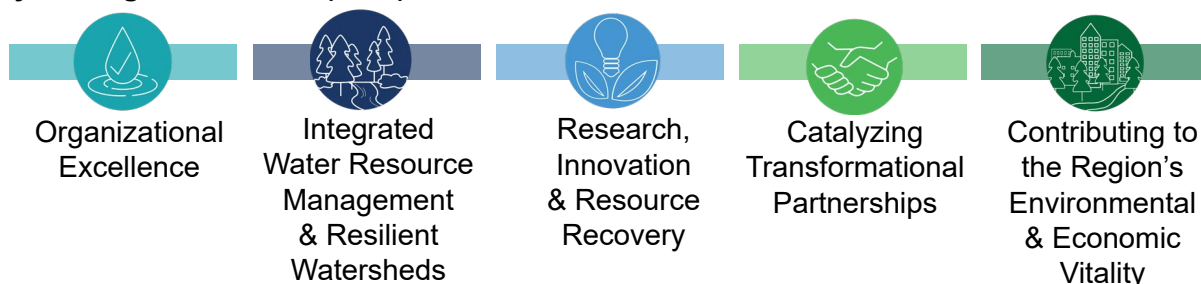 Organizational
Excellence
Integrated
Water Resource
Management
& Resilient
Watersheds
Research,
Innovation
& Resource
Recovery
Catalyzing
Transformational
Partnerships
Contributing to
the Region's
Environmental
& Economic
Vitality